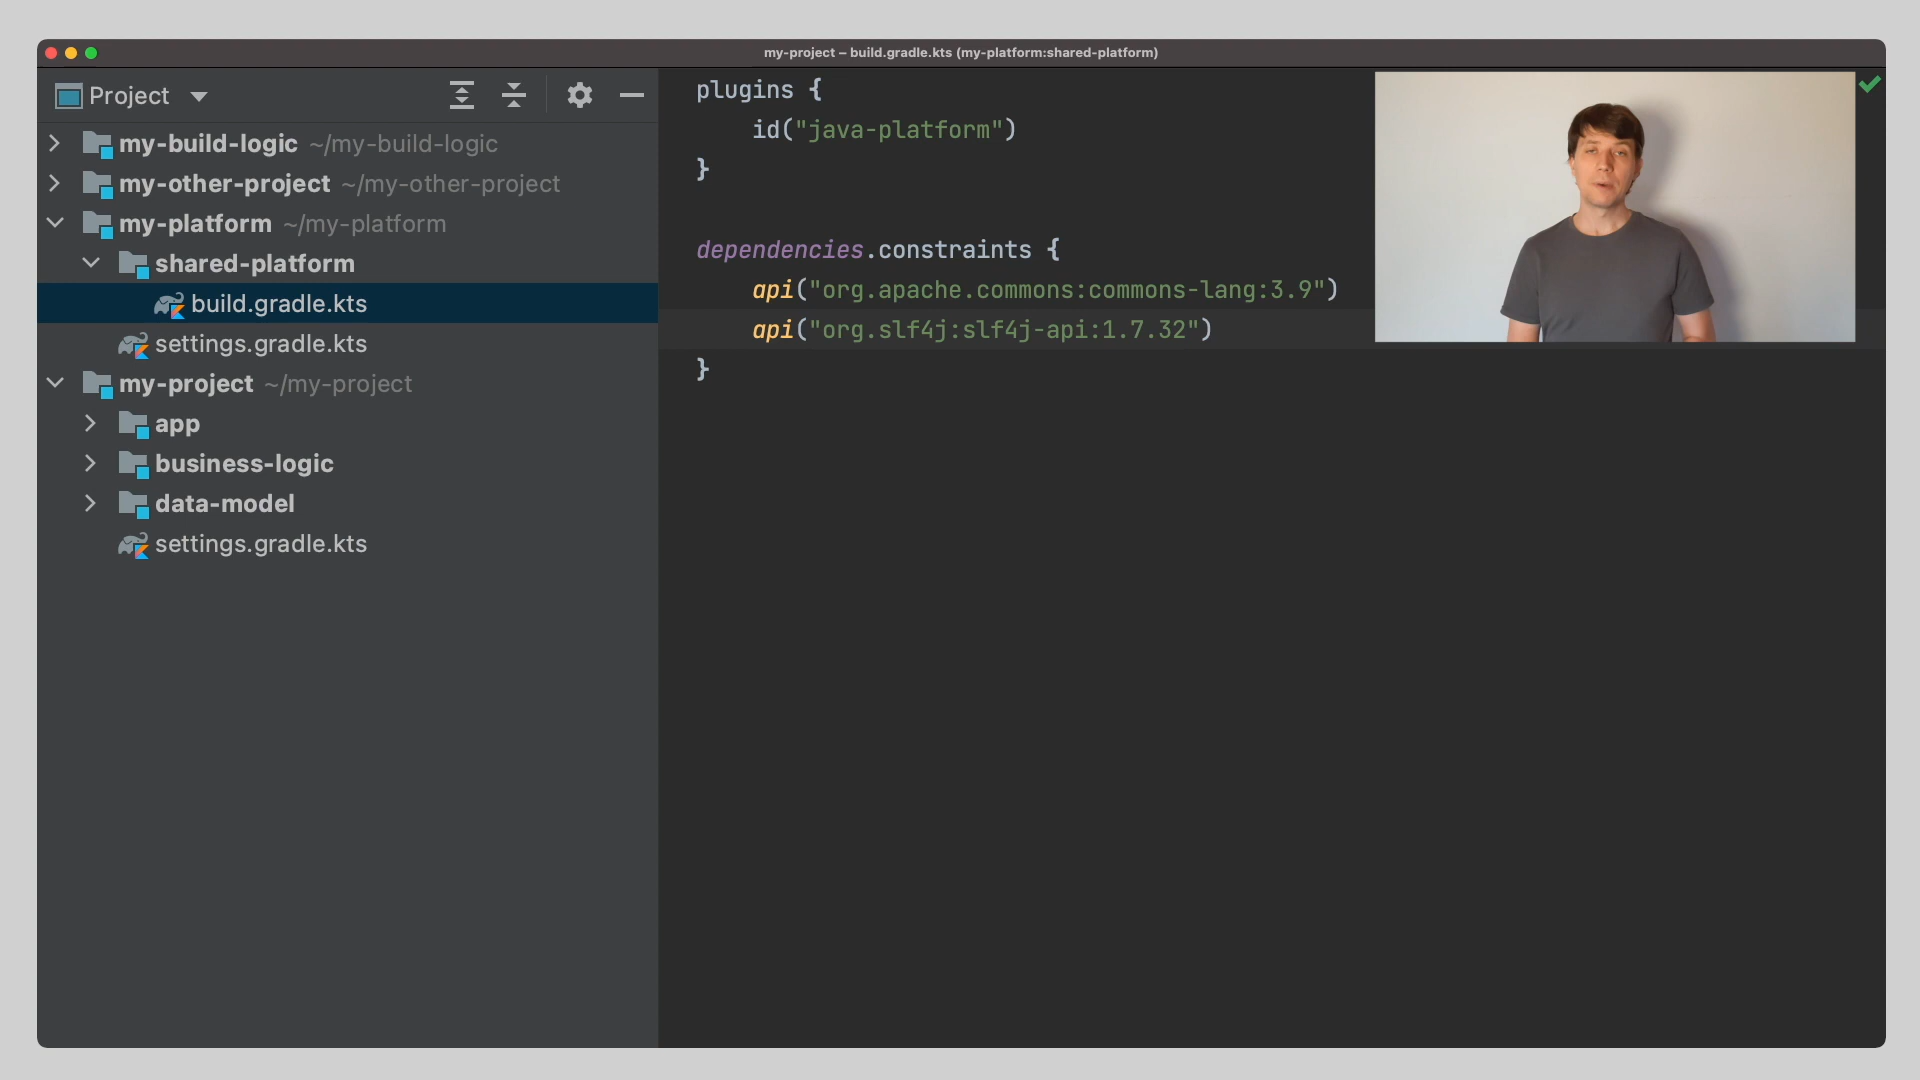 my-project – build.gradle.kts (my-platform:shared-platform)
Project
my-build-logic ~/my-build-logic
my-other-project ~/my-other-project
my-platform ~/my-platform
shared-platform
build.gradle.kts
settings.gradle.kts
my-project ~/my-project
app
business-logic
data-model
settings.gradle.kts
plugins {
id("java-platform")
}
dependencies.constraints {
api("org.apache.commons:commons-lang:3.9")
api("org.slf4j:slf4j-api:1.7.32")
}